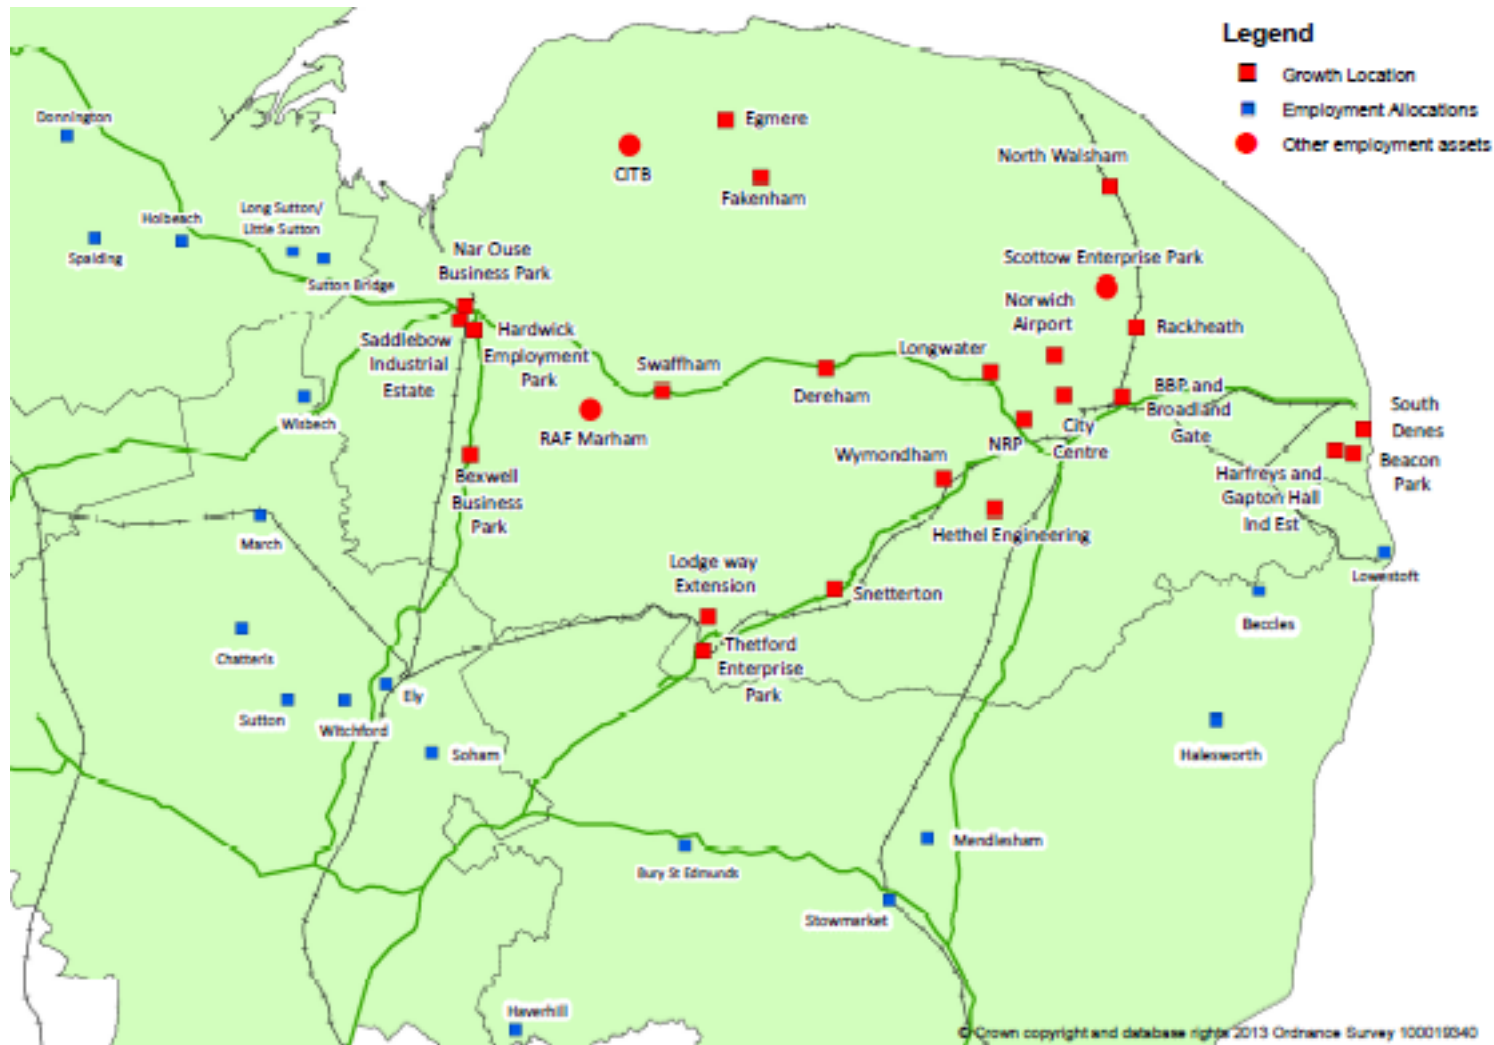 Legend
Growth Location
Employment Allocations
Other employment assets
Donnington
Egmere
CITB
Fakenham
North Walsham
Holbeach
Long Sutton/
Little Sutton
Spalding
Sutton Bridge
Nar Ouse
Business Park
Scottow Enterprise Park
Norwich
Airport
Rackheath
Saddlebow
Industrial
Estate
Hardwick
Employment
Park
Swaffham
Longwater
Dereham
BBP and
Broadland
Gate
South
Denes
Wisbech
RAF Marham
City
Centre
NRP
Wymondham
Beacon
Park
Harfreys and
Gapton Hall
Ind Est
Bexwell
Business
Park
March
Hethel Engineering
Lodge way
Extension
Snetterton
Lowestoft
Beccles
Chatteris
Thetford
Enterprise
Park
Ely
Sutton
Witchford
Soham
Halesworth
Mendlesham
Bury St Edmunds
Stowmarket
Haverhill
© Crown copyright and database rights 2013 Ordnance Survey 100019340